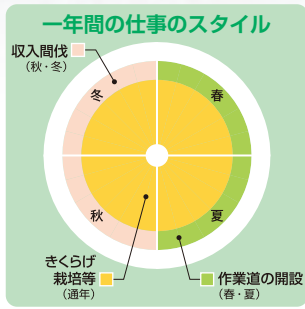 一年間の仕事のスタイル
収入間伐
（秋・冬）
冬
春
秋
夏
きくらげ
栽培等
（通年）
作業道の開設
（春・夏）